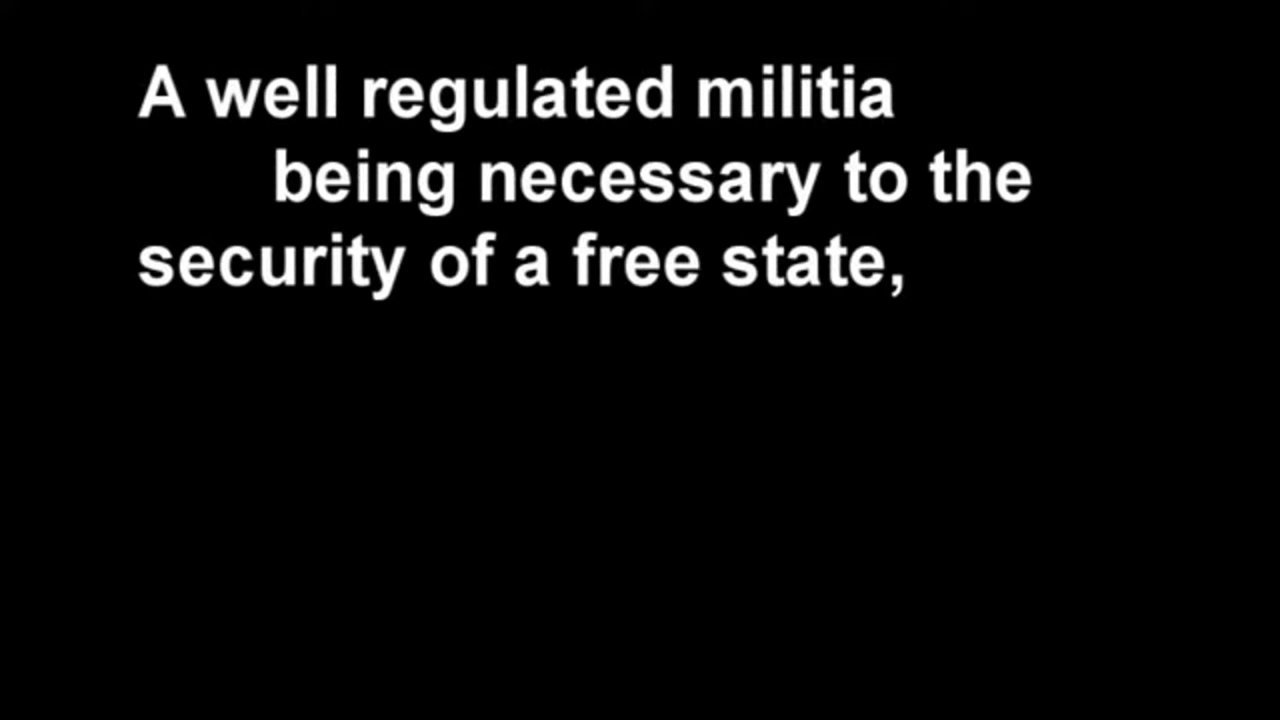 A well regulated militia
being necessary to the
security of a free state,